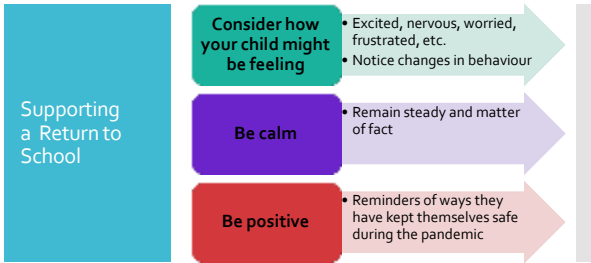 Supporting
a Return to
School
Consider how
your child might
be feeling
• Excited, nervous, worried,
frustrated, etc.
• Notice changes in behaviour
Be calm
• Remain steady and matter
of fact
Be positive
• Reminders of ways they
have kept themselves safe
during the pandemic